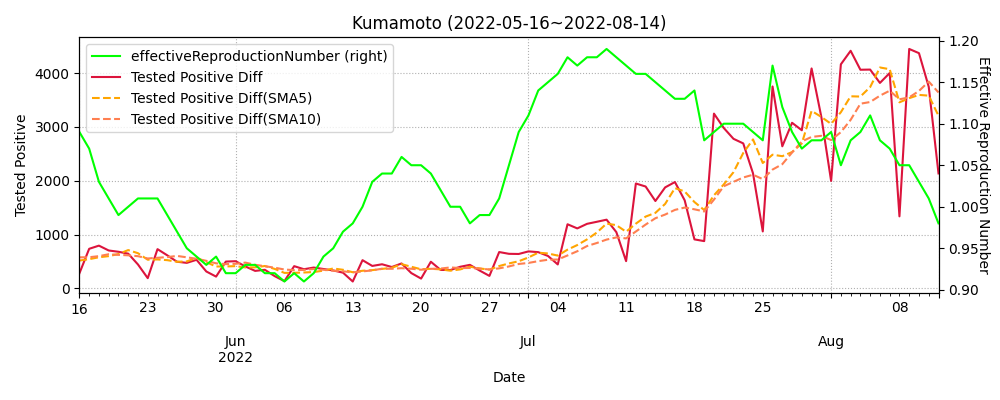 Kumamoto (2022-05-16~2022-08-14)
effectiveReproductionNumber (right)
Tested Positive Diff
Tested Positive Diff(SMA5)
Tested Positive Diff(SMA10)
Tested Positive
4000
3000
2000
1000
0
Effective Reproduction Number
1.20
1.15
1.10
1.05
1.00
0.95
0.90
16 23 30 06 13 20 27 04 11 18 25 08
Jun Jul Aug
2022
Date